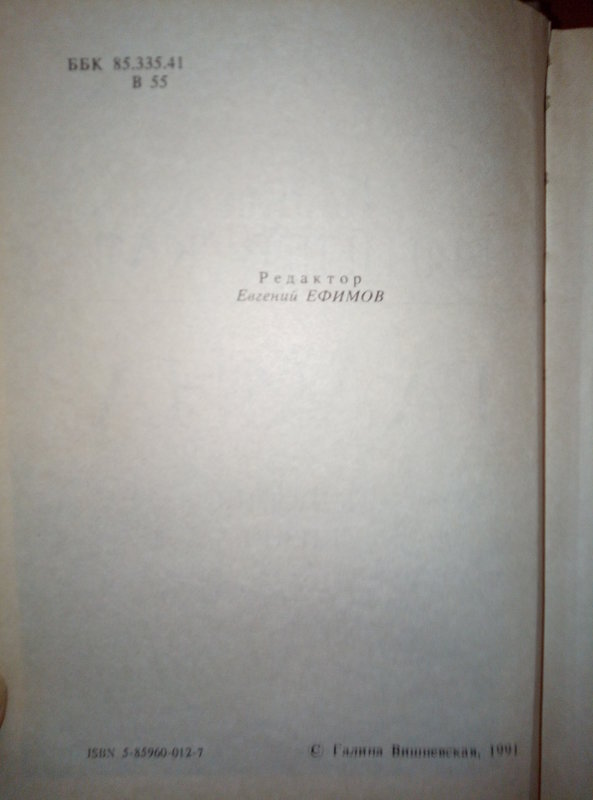 ББК 85.335.41
В 55
Редактор
Евгений ЕФИМОВ
ISBN 5-85960-012-7
© Галина Вишневская, 1991